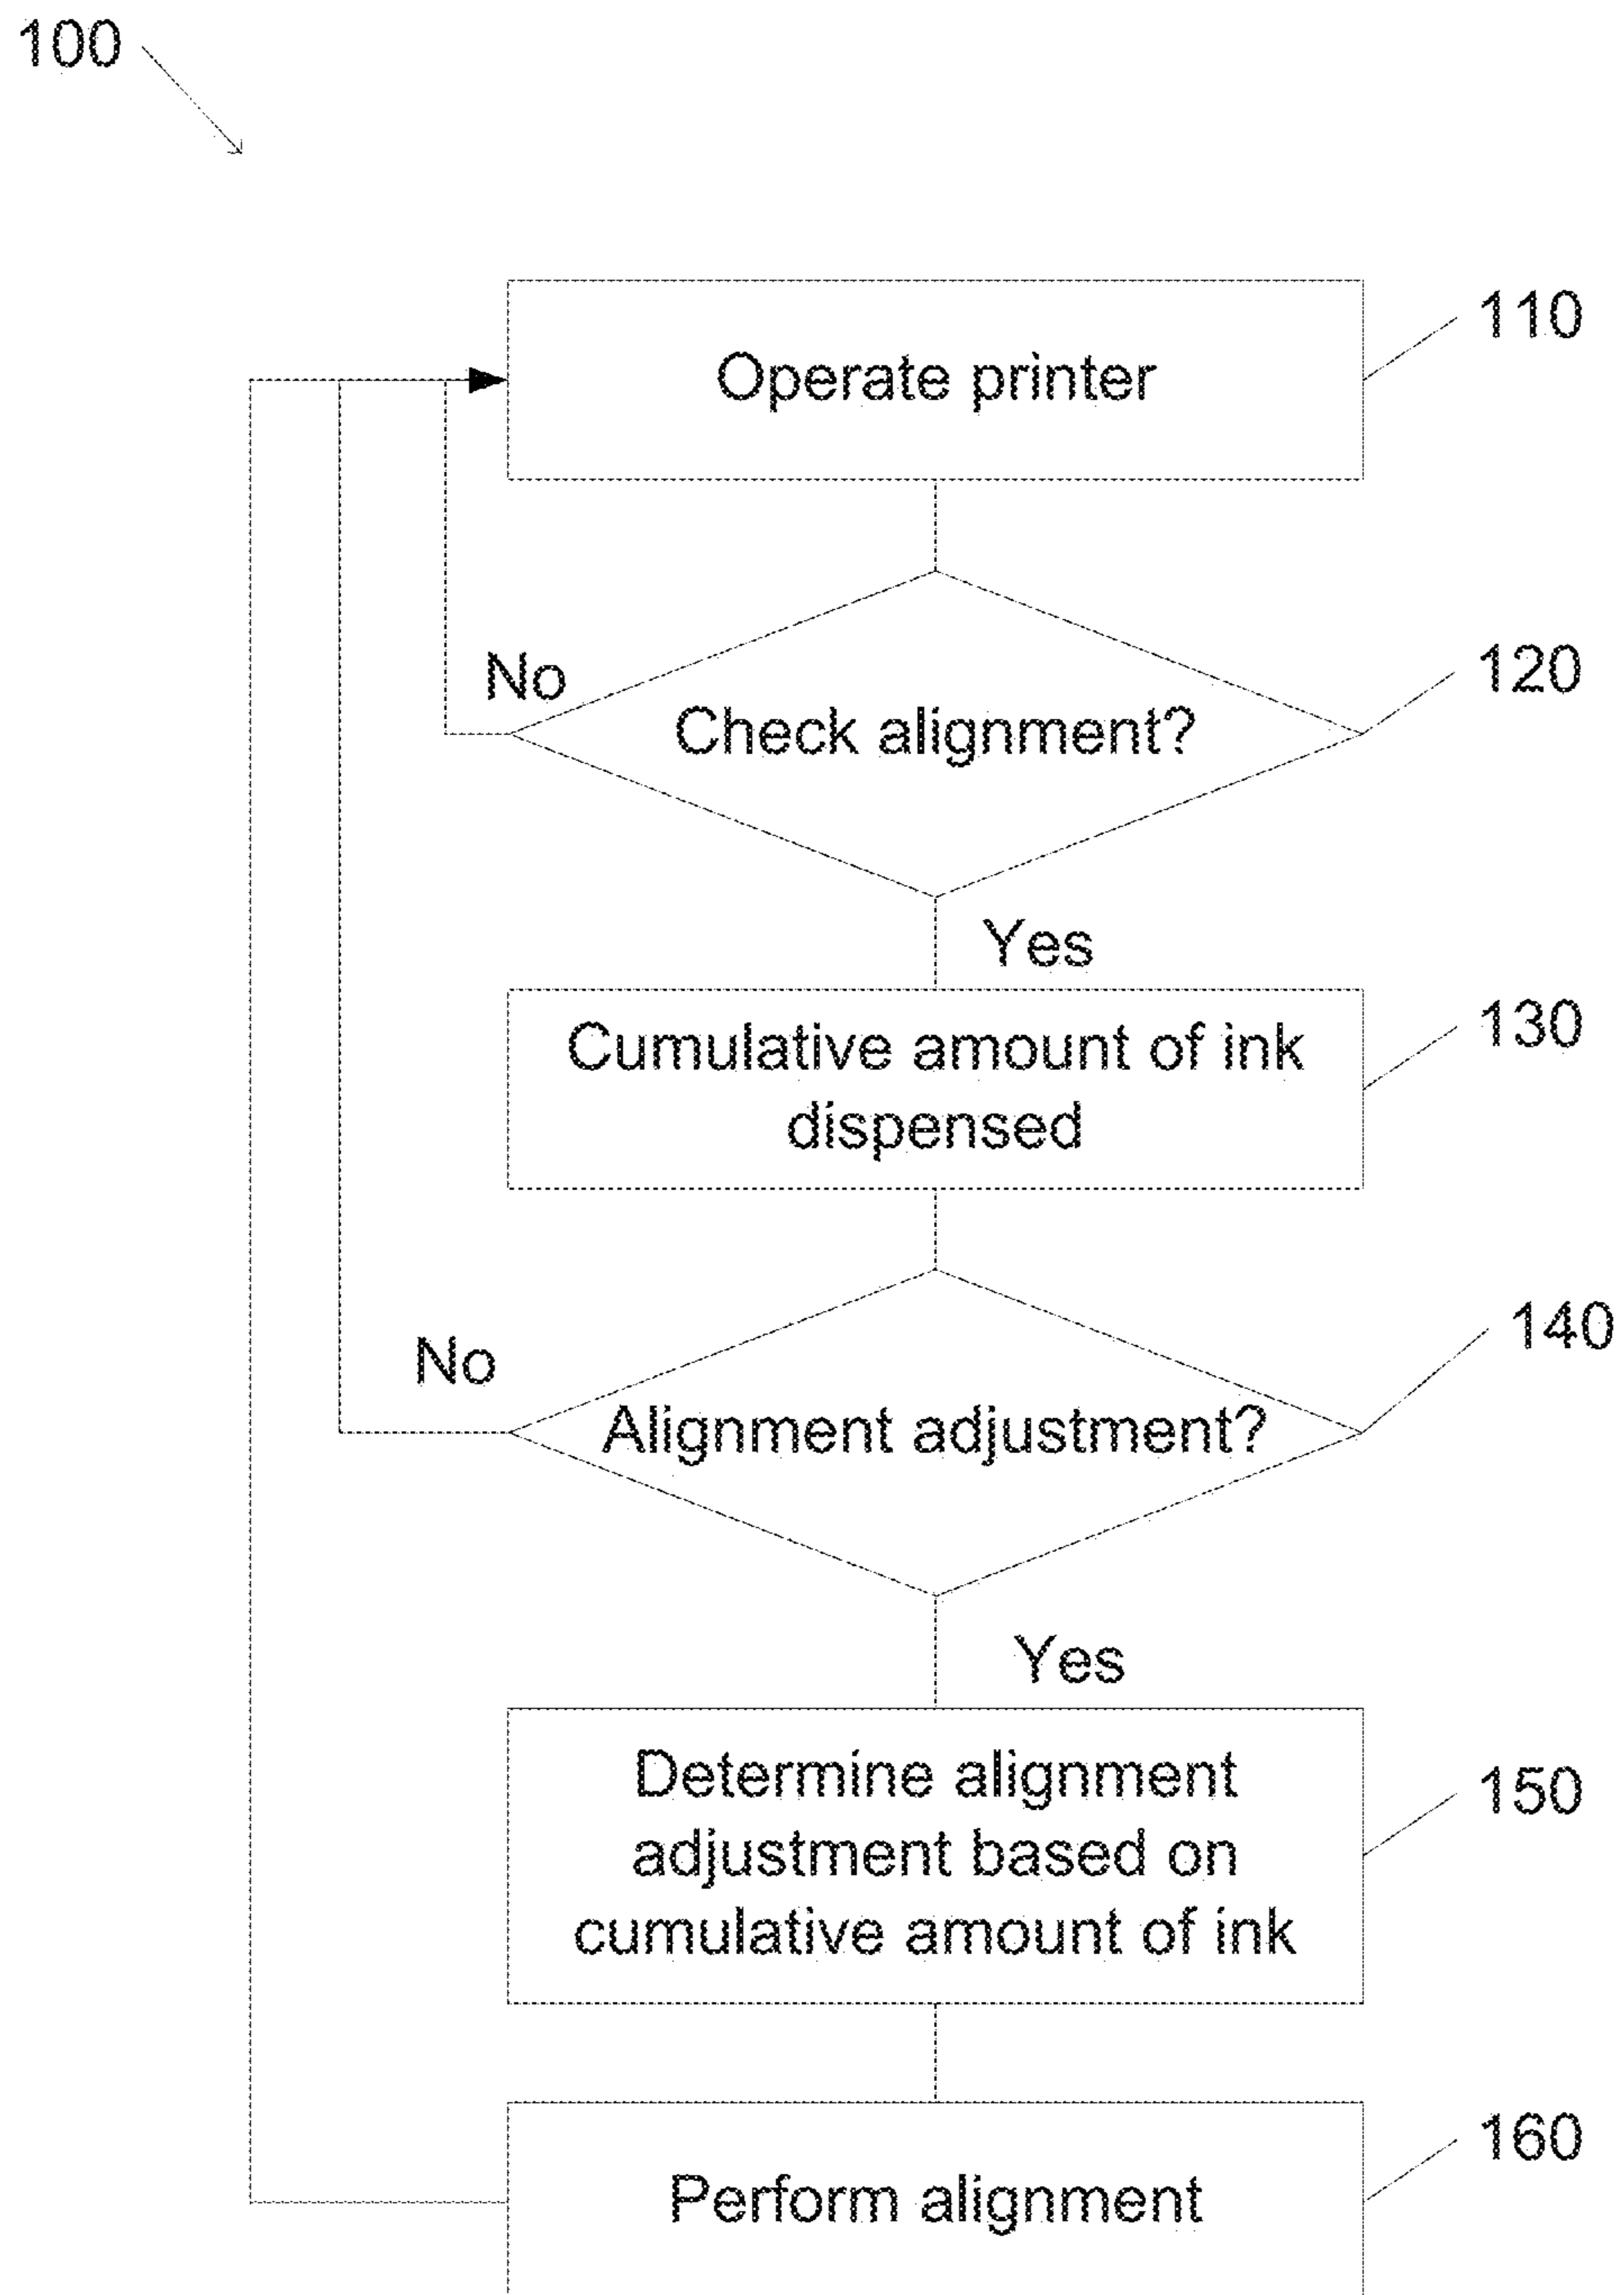 100
Operate printer
110
No
Check alignment?
120
Yes
Cumulative amount of ink
dispensed
130
No
Alignment adjustment?
140
Yes
Determine alignment
adjustment based on
cumulative amount of ink
150
Perform alignment
160